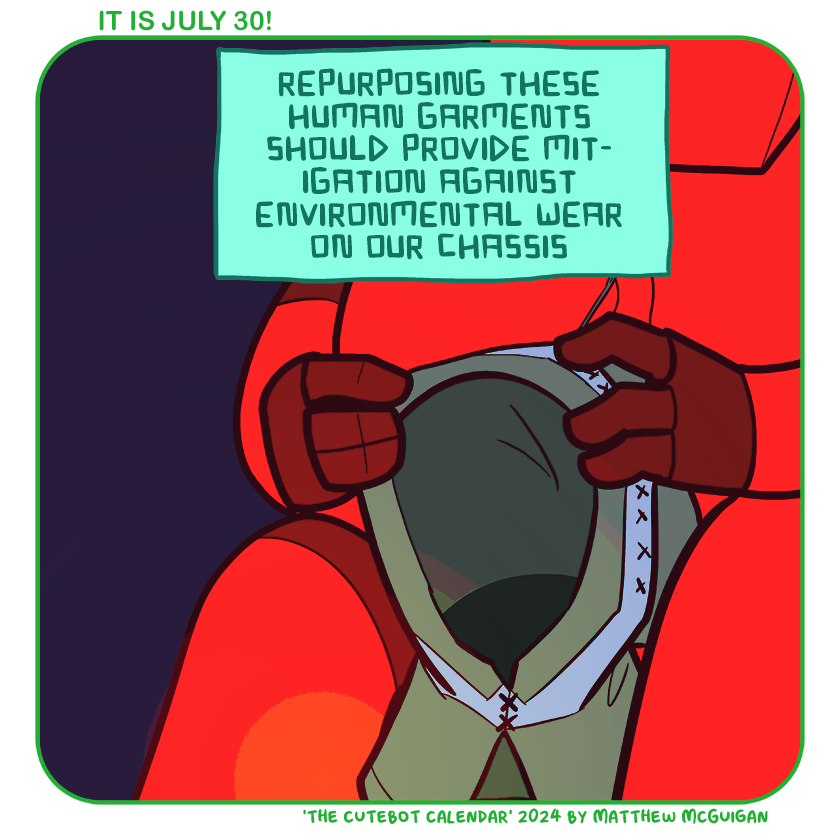 IT IS JULY 30!
REPURPOSING THESE
HUMAN GARMENTS
SHOULD PROVIDE MIT-
IGATION AGAINST
ENVIRONMENTAL WEAR
ON OUR CHASSIS
'THE CUTEBOT CALENDAR' 2024 BY MATTHEW MCGUIGAN